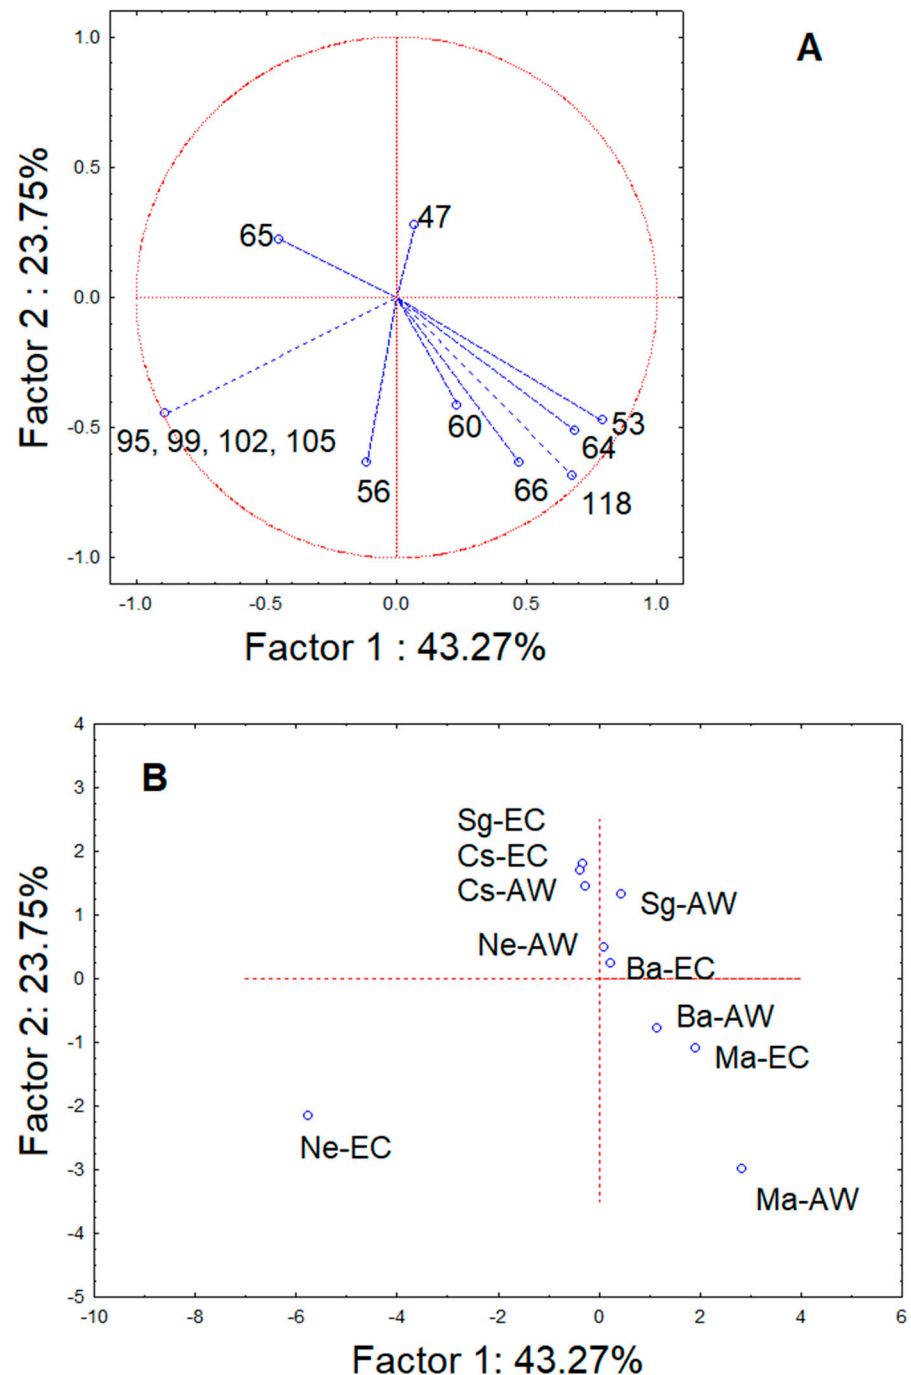 A
1.0
0.5
0.0
-0.5
-1.0
Factor 2 : 23.75%
65
47
95, 99, 102, 105
56
60
66
53
64
118
-1.0 -0.5 0.0 0.5 1.0
Factor 1 : 43.27%
B
4
3
2
1
0
-1
-2
-3
-4
-5
Factor 2: 23.75%
Sg-EC
Cs-EC
Cs-AW
Sg-AW
Ne-AW
Ba-EC
Ba-AW
Ma-EC
Ne-EC
Ma-AW
-10 -8 -6 -4 -2 0 2 4 6
Factor 1: 43.27%